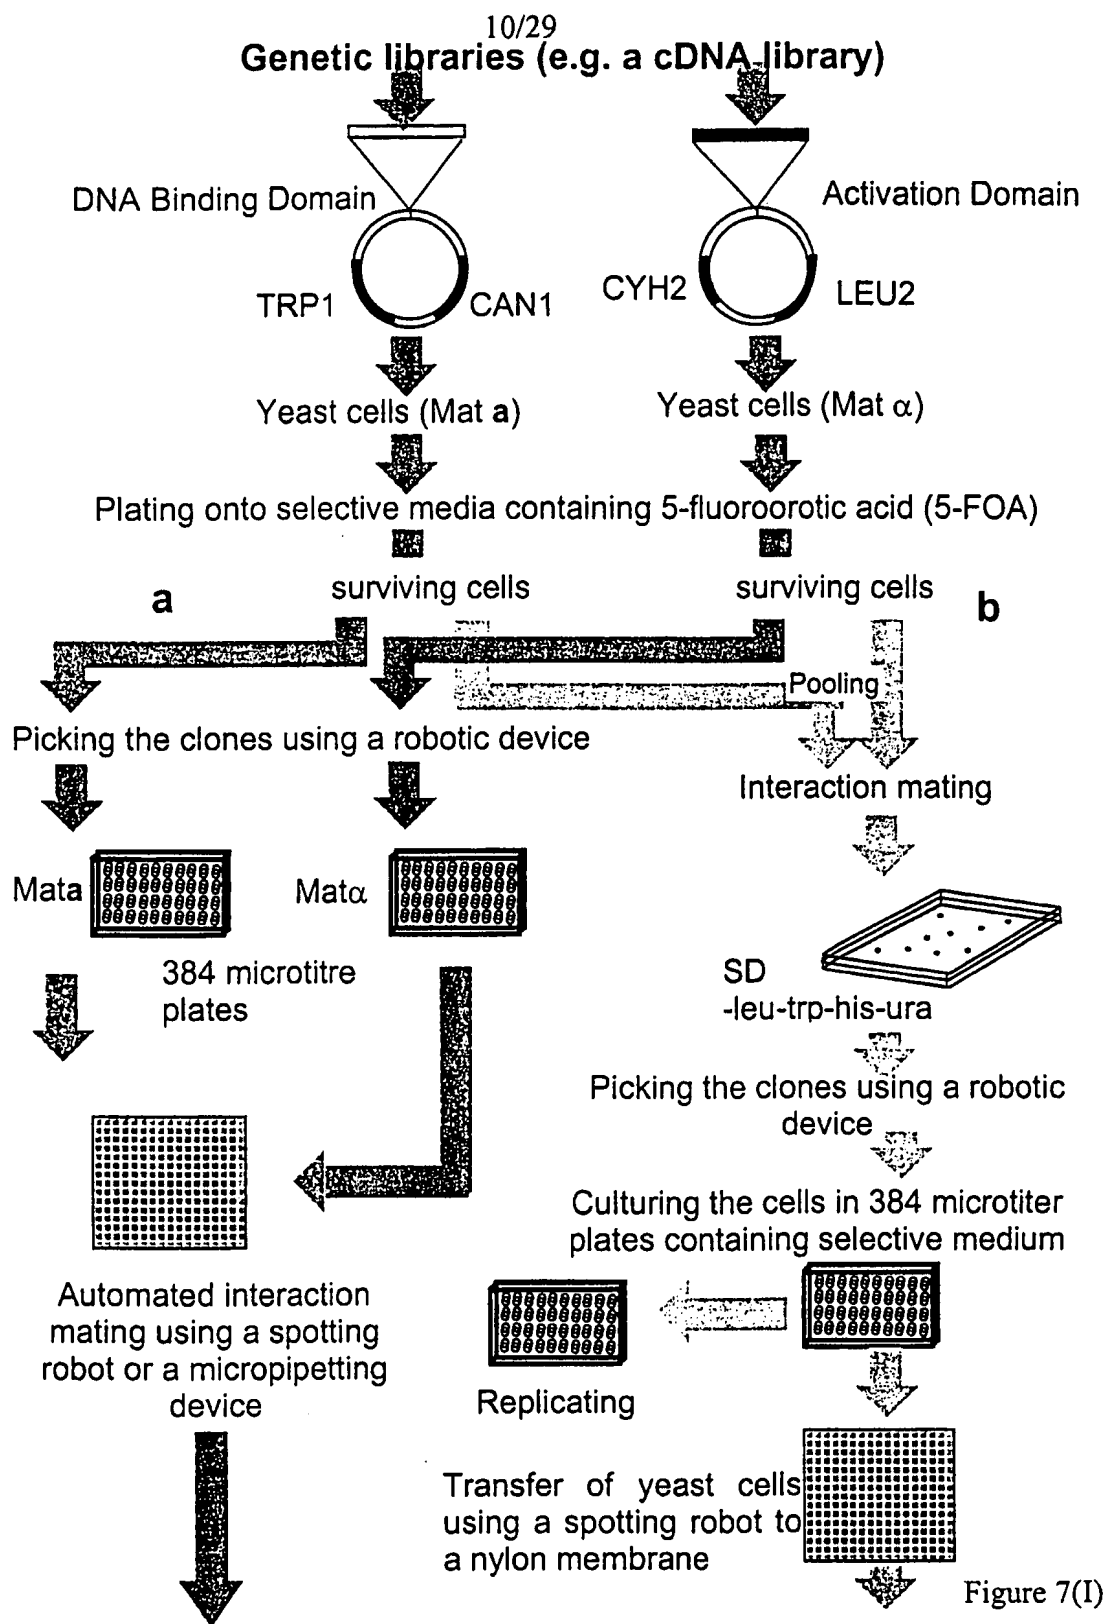 10/29
Genetic libraries (e.g. a cDNA library)
DNA Binding Domain
Activation Domain
TRP1
CAN1
CYH2
LEU2
Yeast cells (Mat a)
Yeast cells (Mat α)
Plating onto selective media containing 5-fluoroorotic acid (5-FOA)
a
surviving cells
surviving cells
b
Pooling
Picking the clones using a robotic device
Interaction mating
Mata
Matα
384 microtitre
plates
SD
-leu-trp-his-ura
Picking the clones using a robotic
device
Culturing the cells in 384 microtiter
plates containing selective medium
Automated interaction
mating using a spotting
robot or a micropipetting
device
Replicating
Transfer of yeast cells
using a spotting robot to
a nylon membrane
Figure 7(I)